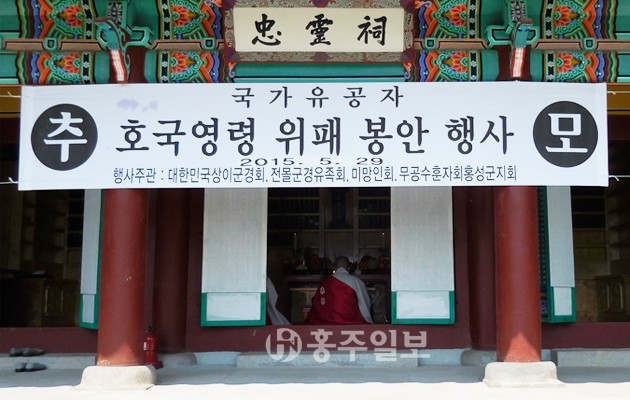 忠靈祠
국가유공자
추 호국영령 위패 봉안 행사 모
2015. 5. 29
행사주관 : 대한민국상이군경회, 전몰군경유족회, 미망인회, 무공수훈자회홍성군지회
홍주일보